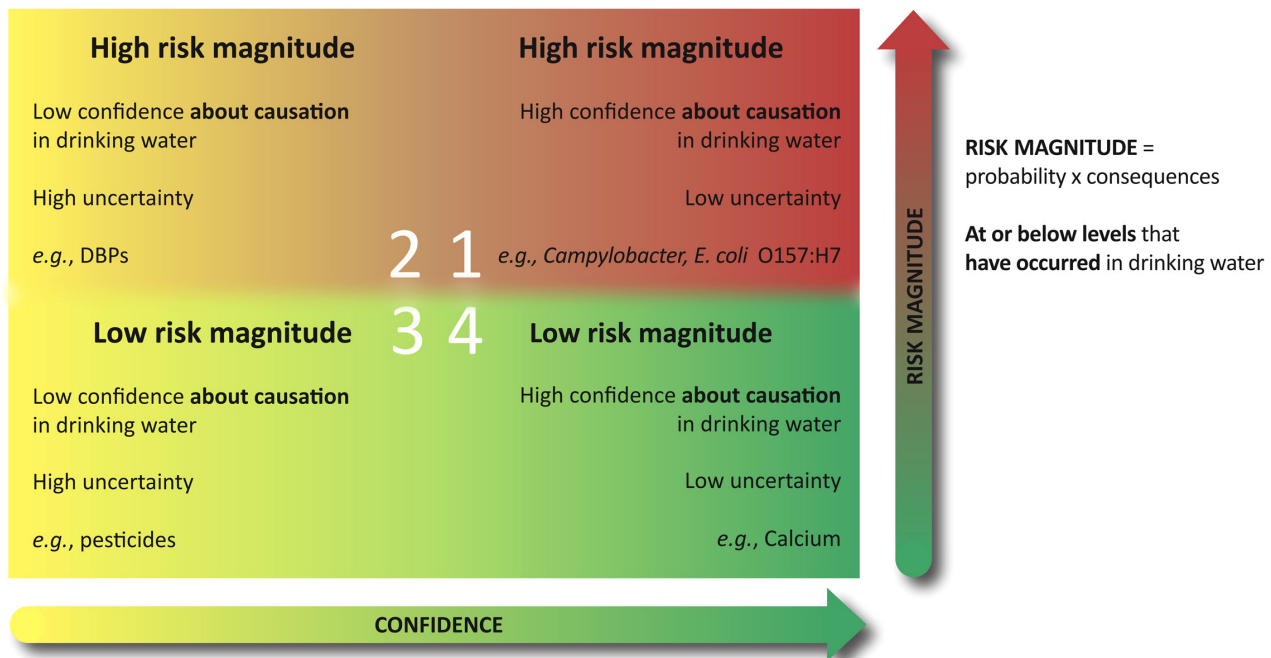 High risk magnitude
Low confidence about causation
in drinking water
High uncertainty
e.g., DBPs
2
High risk magnitude
High confidence about causation
in drinking water
Low uncertainty
e.g., Campylobacter, E. coli O157:H7
1
Low risk magnitude
Low confidence about causation
in drinking water
High uncertainty
e.g., pesticides
3
Low risk magnitude
High confidence about causation
in drinking water
Low uncertainty
e.g., Calcium
4
CONFIDENCE
RISK MAGNITUDE
RISK MAGNITUDE =
probability x consequences
At or below levels that
have occurred in drinking water